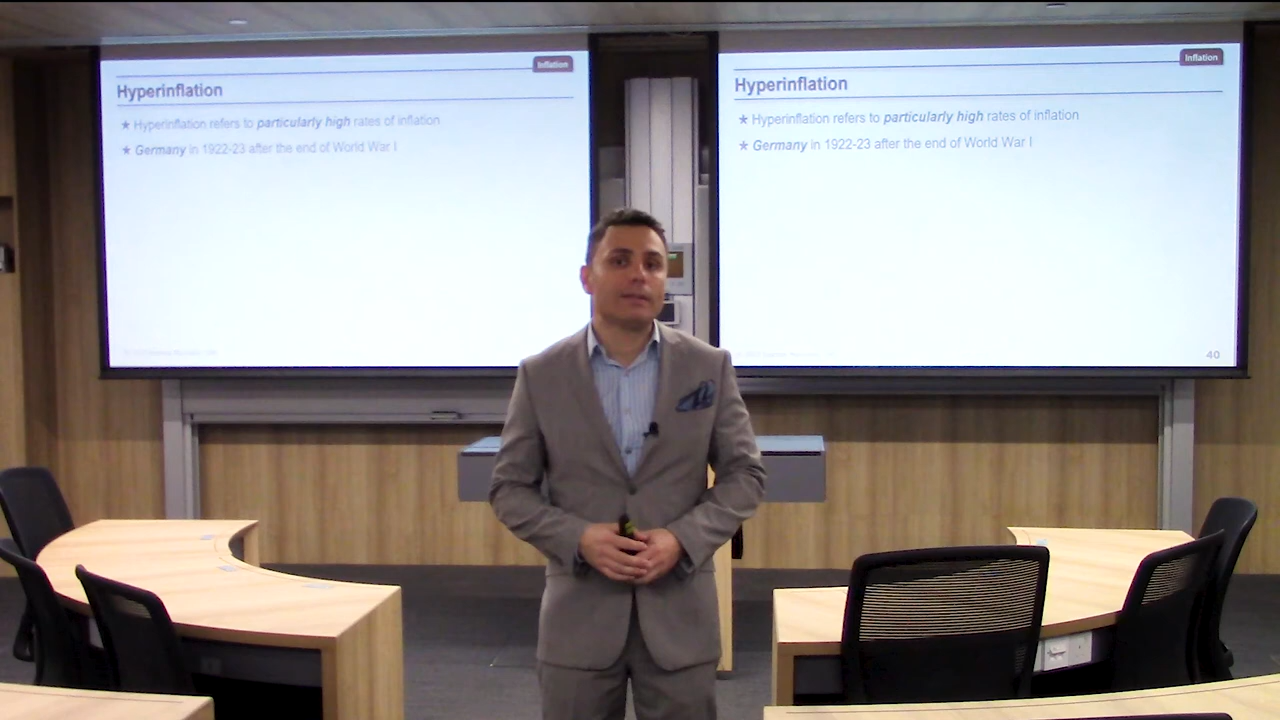 Inflation
Hyperinflation
★ Hyperinflation refers to particularly high rates of inflation
★ Germany in 1922-23 after the end of World War I
Inflation
Hyperinflation
★ Hyperinflation refers to particularly high rates of inflation
★ Germany in 1922-23 after the end of World War I
40